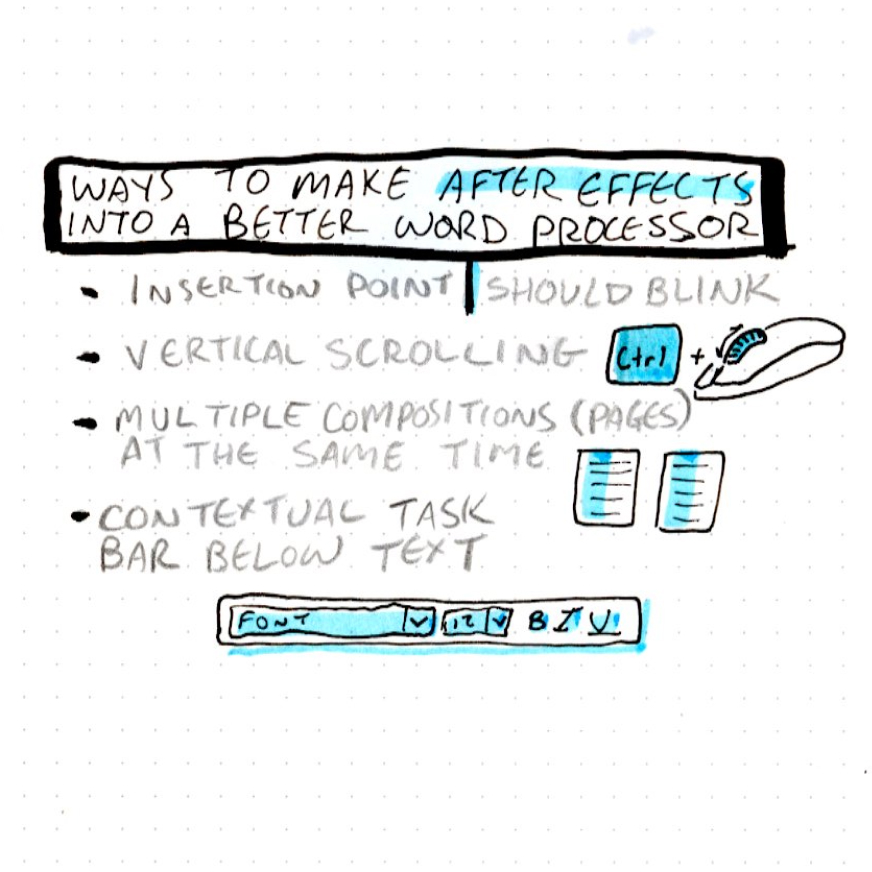 WAYS TO MAKE AFTER EFFECTS
INTO A BETTER WORD PROCESSOR
- INSERTION POINT | SHOULD BLINK
- VERTICAL SCROLLING Ctrl +
- MULTIPLE COMPOSITIONS (PAGES)
AT THE SAME TIME
- CONTEXTUAL TASK
BAR BELOW TEXT
FONT 12 B I U